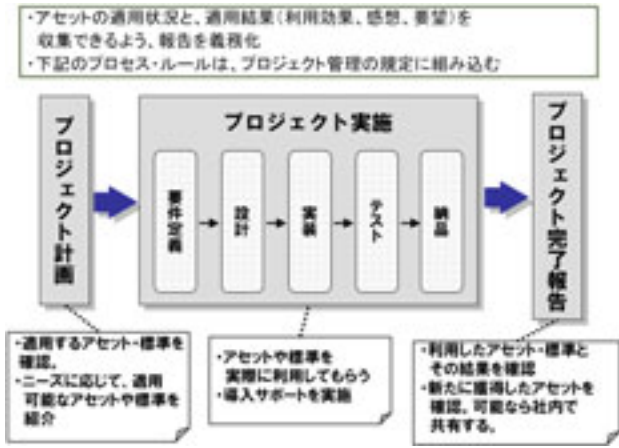 ・アセットの適用状況と、適用結果(利用効果、感想、要望)を
収集できるよう、報告を義務化
・下記のプロセス・ルールは、プロジェクト管理の規定に組み込む
プロジェクト計画
プロジェクト実施
要件定義
設計
実装
テスト
納品
プロジェクト完了報告
・適用するアセット・標準を
確認。
・ニーズに応じて、適用
可能なアセットや標準を
紹介
・アセットや標準を
実際に利用してもらう
・導入サポートを実施
・利用したアセット・標準と
その結果を確認
・新たに獲得したアセットを
確認。可能なら社内で
共有する。